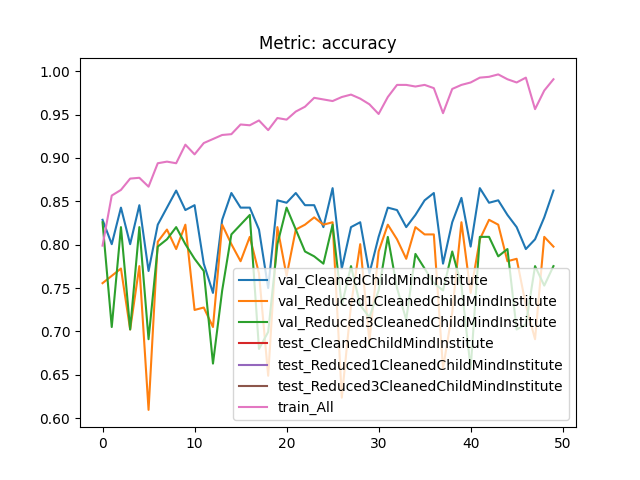 Metric: accuracy
1.00
0.95
0.90
0.85
0.80
0.75
0.70
0.65
0.60
val_CleanedChildMindInstitute
val_Reduced1CleanedChildMindInstitute
val_Reduced3CleanedChildMindInstitute
test_CleanedChildMindInstitute
test_Reduced1CleanedChildMindInstitute
test_Reduced3CleanedChildMindInstitute
train_All
0 10 20 30 40 50